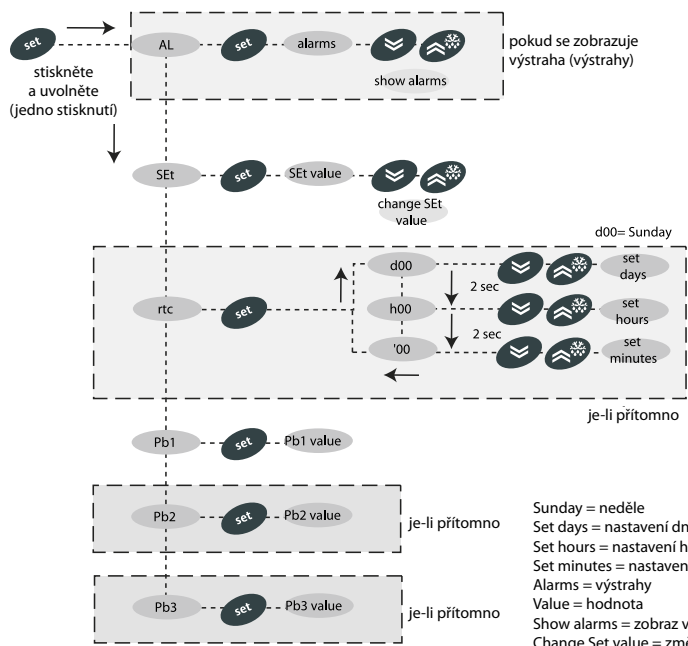 set
AL
set
alarms
show alarms
pokud se zobrazuje
výstraha (výstrahy)
stiskněte
a uvolněte
(jedno stisknutí)
SEt
set
SEt value
change SEt
value
d00= Sunday
rtc
set
d00
2 sec
set
days
h00
2 sec
set
hours
'00
set
minutes
je-li přítomno
Pb1
set
Pb1 value
Pb2
set
Pb2 value
je-li přítomno
Pb3
set
Pb3 value
je-li přítomno
Sunday = neděle
Set days = nastavení
Set hours = nastavení
Set minutes = nastavení
Alarms = výstrahy
Value = hodnota
Show alarms = zobraz
Change Set value =